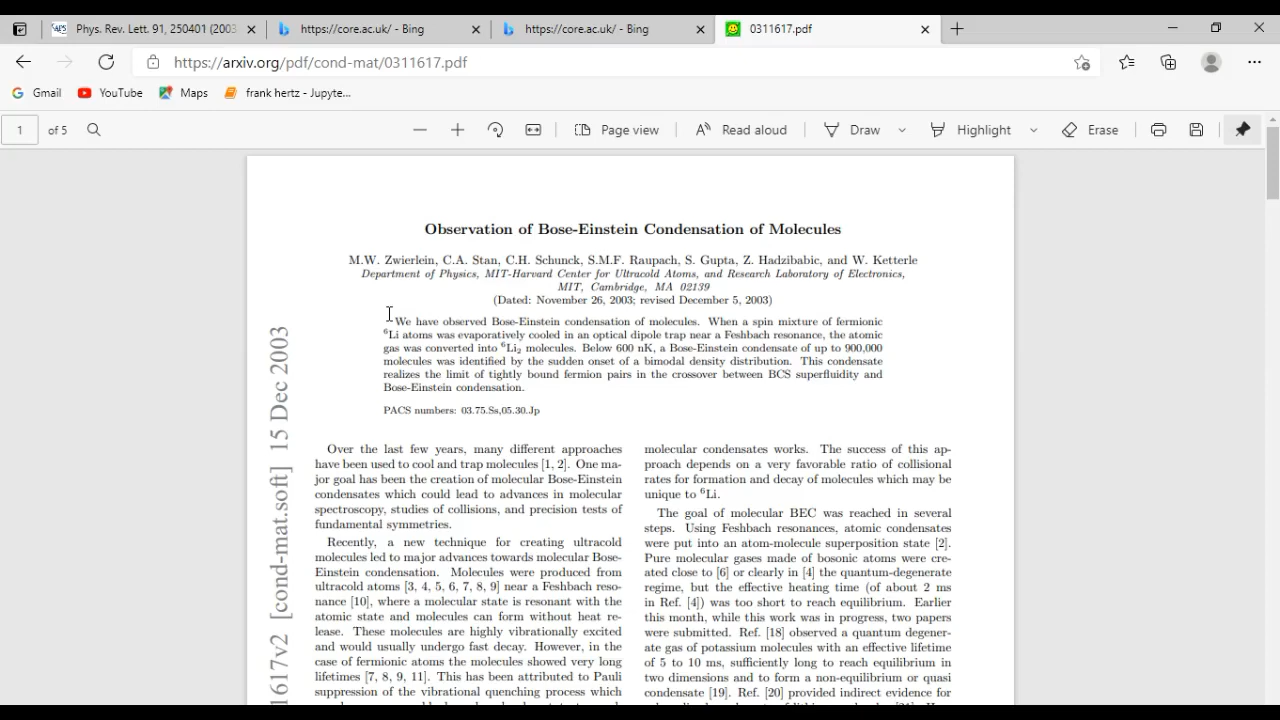 Phys. Rev. Lett. 91, 250401 (2003
https://core.ac.uk/ - Bing
https://core.ac.uk/ - Bing
0311617.pdf
https://arxiv.org/pdf/cond-mat/0311617.pdf
Gmail
YouTube
Maps
frank hertz - Jupyte...
1 of 5
Page view
Read aloud
Draw
Highlight
Erase
Observation of Bose-Einstein Condensation of Molecules
M.W. Zwierlein, C.A. Stan, C.H. Schunck, S.M.F. Raupach, S. Gupta, Z. Hadzibabic, and W. Ketterle
Department of Physics, MIT-Harvard Center for Ultracold Atoms, and Research Laboratory of Electronics,
MIT, Cambridge, MA 02139
(Dated: November 26, 2003; revised December 5, 2003)
We have observed Bose-Einstein condensation of molecules. When a spin mixture of fermionic
⁶Li atoms was evaporatively cooled in an optical dipole trap near a Feshbach resonance, the atomic
gas was converted into ⁶Li₂ molecules. Below 600 nK, a Bose-Einstein condensate of up to 900,000
molecules was identified by the sudden onset of a bimodal density distribution. This condensate
realizes the limit of tightly bound fermion pairs in the crossover between BCS superfluidity and
Bose-Einstein condensation.
PACS numbers: 03.75.Ss,05.30.Jp
1617v2 [cond-mat.soft] 15 Dec 2003
Over the last few years, many different approaches
have been used to cool and trap molecules [1, 2]. One ma-
jor goal has been the creation of molecular Bose-Einstein
condensates which could lead to advances in molecular
spectroscopy, studies of collisions, and precision tests of
fundamental symmetries.
Recently, a new technique for creating ultracold
molecules led to major advances towards molecular Bose-
Einstein condensation. Molecules were produced from
ultracold atoms [3, 4, 5, 6, 7, 8, 9] near a Feshbach reso-
nance [10], where a molecular state is resonant with the
atomic state and molecules can form without heat re-
lease. These molecules are highly vibrationally excited
and would usually undergo fast decay. However, in the
case of fermionic atoms the molecules showed very long
lifetimes [7, 8, 9, 11]. This has been attributed to Pauli
suppression of the vibrational quenching process which
molecular condensates works. The success of this ap-
proach depends on a very favorable ratio of collisional
rates for formation and decay of molecules which may be
unique to ⁶Li.
The goal of molecular BEC was reached in several
steps. Using Feshbach resonances, atomic condensates
were put into an atom-molecule superposition state [2].
Pure molecular gases made of bosonic atoms were cre-
ated close to [6] or clearly in [4] the quantum-degenerate
regime, but the effective heating time (of about 2 ms
in Ref. [4]) was too short to reach equilibrium. Earlier
this month, while this work was in progress, two papers
were submitted. Ref. [18] observed a quantum degener-
ate gas of potassium molecules with an effective lifetime
of 5 to 10 ms, sufficiently long to reach equilibrium in
two dimensions and to form a non-equilibrium or quasi
condensate [19]. Ref. [20] provided indirect evidence for